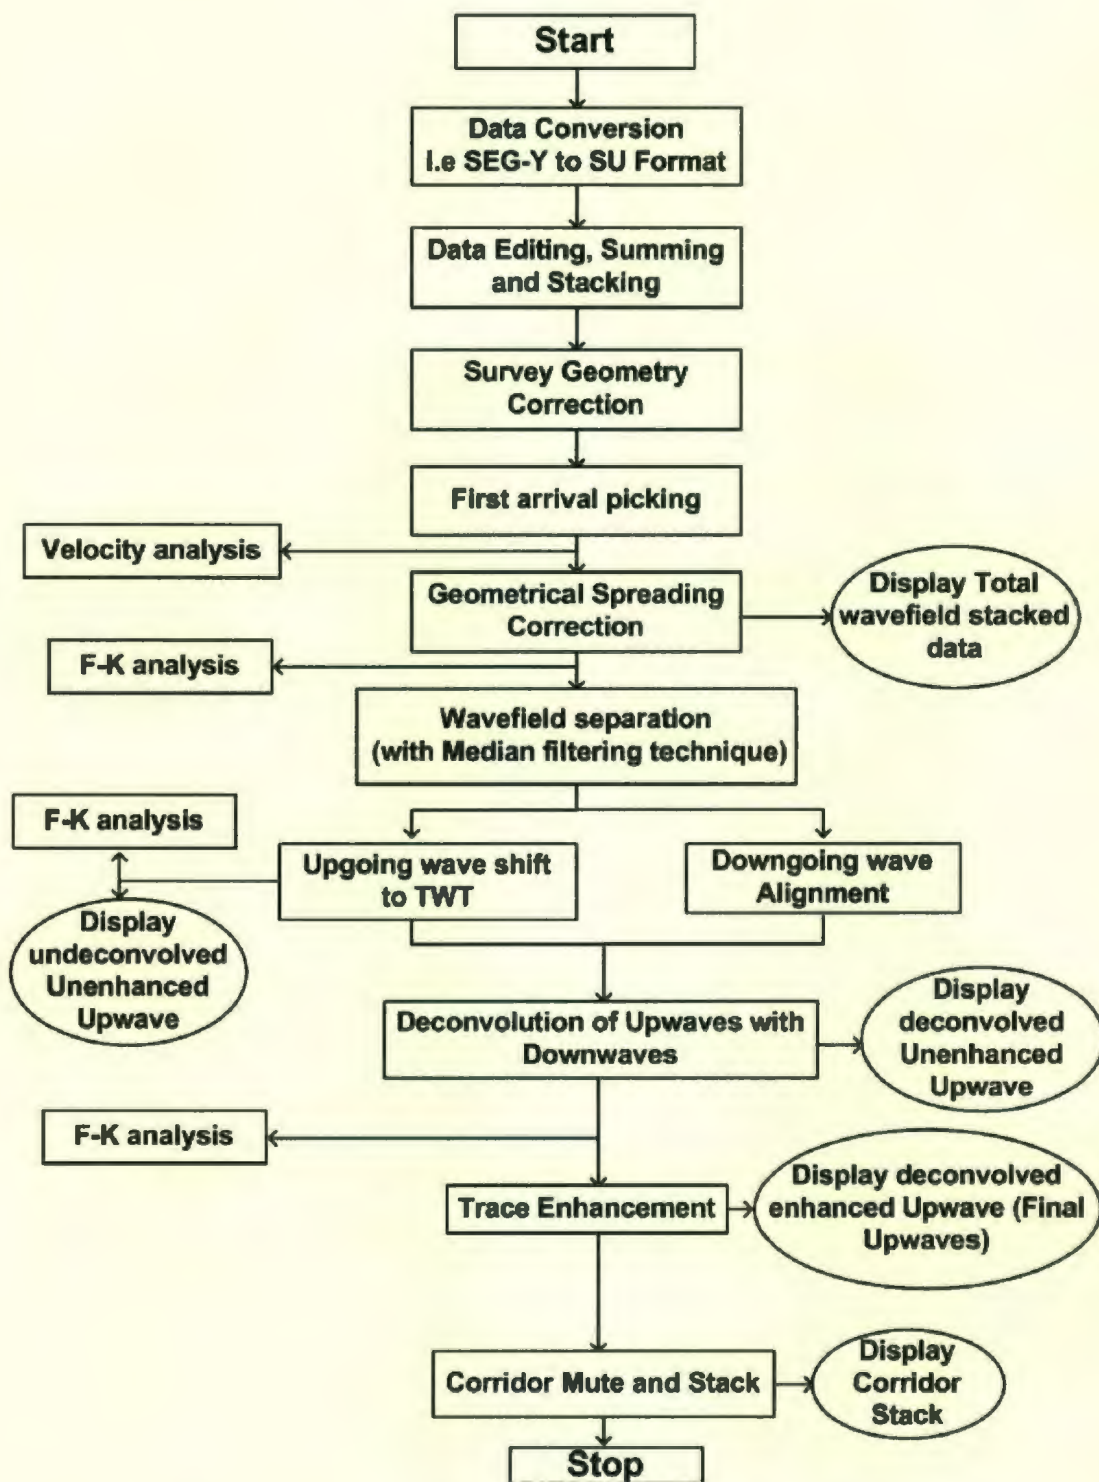 Start
Data Conversion
I.e SEG-Y to SU Format
Data Editing, Summing
and Stacking
Survey Geometry
Correction
First arrival picking
Velocity analysis
Geometrical Spreading
Correction
Display Total
wavefield stacked
data
F-K analysis
Wavefield separation
(with Median filtering technique)
F-K analysis
Upgoing wave shift
to TWT
Downgoing wave
Alignment
Display
undeconvolved
Unenhanced
Upwave
Deconvolution of Upwaves with
Downwaves
Display
deconvolved
Unenhanced
Upwave
F-K analysis
Trace Enhancement
Display deconvolved
enhanced Upwave (Final
Upwaves)
Corridor Mute and Stack
Display
Corridor
Stack
Stop